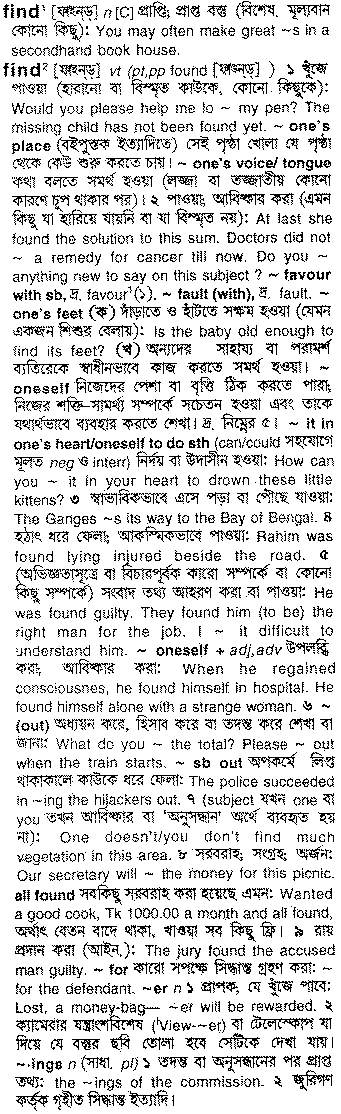 find¹ [ফাইন্‌ড্] n [C] প্রাপ্তি; প্রাপ্ত বস্তু (বিশেষ. মূল্যবান
কোনো কিছু): You may often make great ~s in a
secondhand book house.
find² [ফাইন্‌ড্] vt (pt,pp found [ফাউন্‌ড্] ) ১ খুঁজে
পাওয়া (হারানো বা বিস্মৃত কাউকে, কোনো কিছুকে):
Would you please help me to ~ my pen? The
missing child has not been found yet. ~ one's
place (বইপুস্তক ইত্যাদিতে) সেই পৃষ্ঠা খোলা যে পৃষ্ঠা
থেকে কেউ শুরু করতে চায়। ~ one's voice/ tongue
কথা বলতে সমর্থ হওয়া (লজ্জা বা তজ্জাতীয় কোনো
কারণে চুপ থাকার পর)। ২ পাওয়া; আবিষ্কার করা (এমন
কিছু যা হারিয়ে যায়নি বা যা বিস্মৃত নয়): At last she
found the solution to this sum. Doctors did not
~ a remedy for cancer till now. Do you ~
anything new to say on this subject ? ~ favour
with sb, দ্র. favour¹(১). ~ fault (with), দ্র. fault. ~
one's feet (ক) দাঁড়াতে ও হাঁটতে সক্ষম হওয়া (যেমন
একজন শিশুর বেলায়): Is the baby old enough to
find its feet? (খ) অন্যদের সাহায্য বা পরামর্শ
ব্যতিরেকে স্বাধীনভাবে কাজ করতে সমর্থ হওয়া। ~
oneself নিজেদের পেশা বা বৃত্তি ঠিক করতে পারা;
নিজের শক্তি-সামর্থ্য সম্পর্কে সচেতন হওয়া এবং তাকে
যথার্থভাবে ব্যবহার করতে শেখা। দ্র. নিম্নের ৫। ~ it in
one's heart/oneself to do sth (can/could সহযোগে
মূলত neg ও interr) নির্দয় বা উদাসীন হওয়া: How can
you ~ it in your heart to drown these little
kittens? ৩ স্বাভাবিকভাবে এসে পড়া বা পৌঁছে যাওয়া:
The Ganges ~s its way to the Bay of Bengal. ৪
হঠাৎ ধরে ফেলা; আকস্মিকভাবে পাওয়া: Rahim was
found lying injured beside the road. ৫
(অভিজ্ঞতাসূত্রে বা বিচারপূর্বক কারো সম্পর্কে বা কোনো
কিছু সম্পর্কে) সংবাদ তথ্য আহরণ করা বা পাওয়া: He
was found guilty. They found him (to be) the
right man for the job. I ~ it difficult to
understand him. ~ oneself + adj,adv উপলব্ধি
করা; আবিষ্কার করা: When he regained
consciousnes, he found himself in hospital. He
found himself alone with a strange woman. ৬ ~
(out) অধ্যয়ন করে, হিসাব করে বা তদন্ত করে শেখা বা
জানা: What do you ~ the total? Please ~ out
when the train starts. ~ sb out অপকর্মে লিপ্ত
থাকাকালে কাউকে ধরে ফেলা: The police succeeded
in ~ing the hijackers out. ৭ (subject যখন one বা
you তখন আবিষ্কার বা 'অনুসন্ধান' অর্থে ব্যবহৃত হয়
না): One doesn't/you don't find much
vegetation in this area. ৮ সরবরাহ; সংগ্রহ; অর্জন:
Our secretary will ~ the money for this picnic.
all found সবকিছু সরবরাহ করা হয়েছে এমন: Wanted
a good cook, Tk 1000.00 a month and all found,
অর্থাৎ বেতন বাদে থাকা, খাওয়া সব কিছু ফ্রি। ৯ রায়
প্রদান করা (আইন,): The jury found the accused
man guilty. ~ for কারো সপক্ষে সিদ্ধান্ত গ্রহণ করা: ~
for the defendant. ~er n ১ প্রাপক, যে খুঁজে পাবে:
Lost, a money-bag— ~er will be rewarded. ২
ক্যামেরার যন্ত্রাংশবিশেষ ('View-~er) বা টেলেস্কোপ যা
দিয়ে যে বস্তুর ছবি তোলা হবে সেটিকে দেখা যায়।
~-ings n (সাধা. pl) ১ তদন্ত বা অনুসন্ধানের পর প্রাপ্ত
তথ্য: the ~ings of the commission. ২ জুরিগণ
কর্তৃক গৃহীত সিদ্ধান্ত ইত্যাদি।